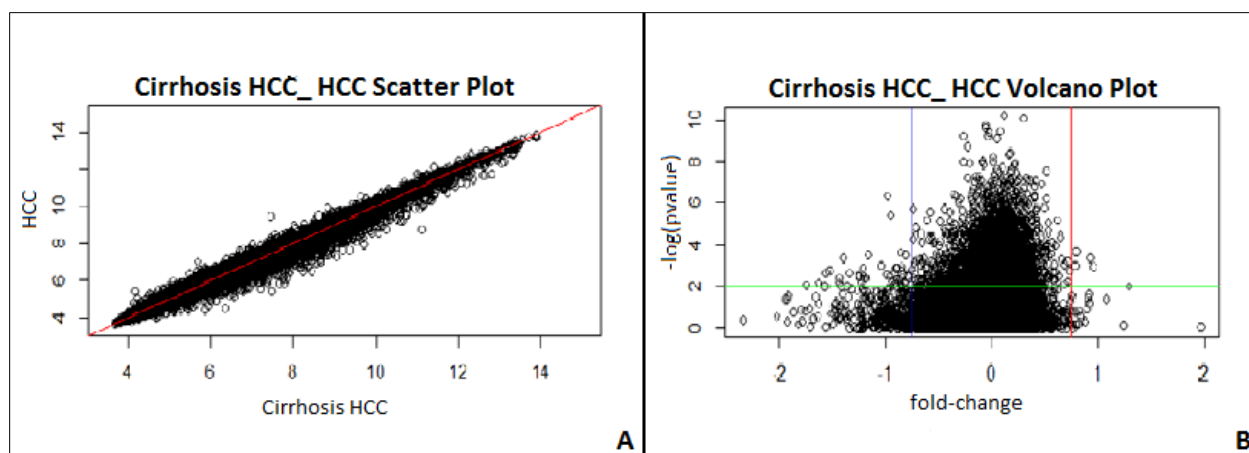 Cirrhosis HCC_ HCC Scatter Plot
14
12
10
8
6
4
HCC
4 6 8 10 12 14
Cirrhosis HCC
A
Cirrhosis HCC_ HCC Volcano Plot
10
8
6
4
2
0
-log(pvalue)
-2 -1 0 1 2
fold-change
B